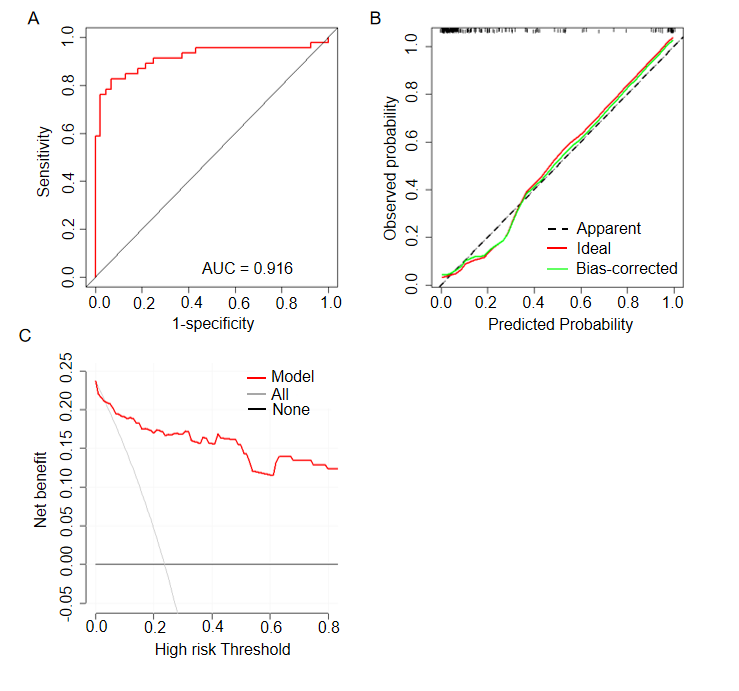 A
1.0
0.8
0.6
0.4
0.2
0.0
Sensitivity
AUC = 0.916
0.0 0.2 0.4 0.6 0.8 1.0
1-specificity
B
1.0
0.8
0.6
0.4
0.2
0.0
Observed probability
Apparent
Ideal
Bias-corrected
0.0 0.2 0.4 0.6 0.8 1.0
Predicted Probability
C
0.25
0.20
0.15
0.10
0.05
0.00
-0.05
Net benefit
Model
All
None
0.0 0.2 0.4 0.6 0.8
High risk Threshold